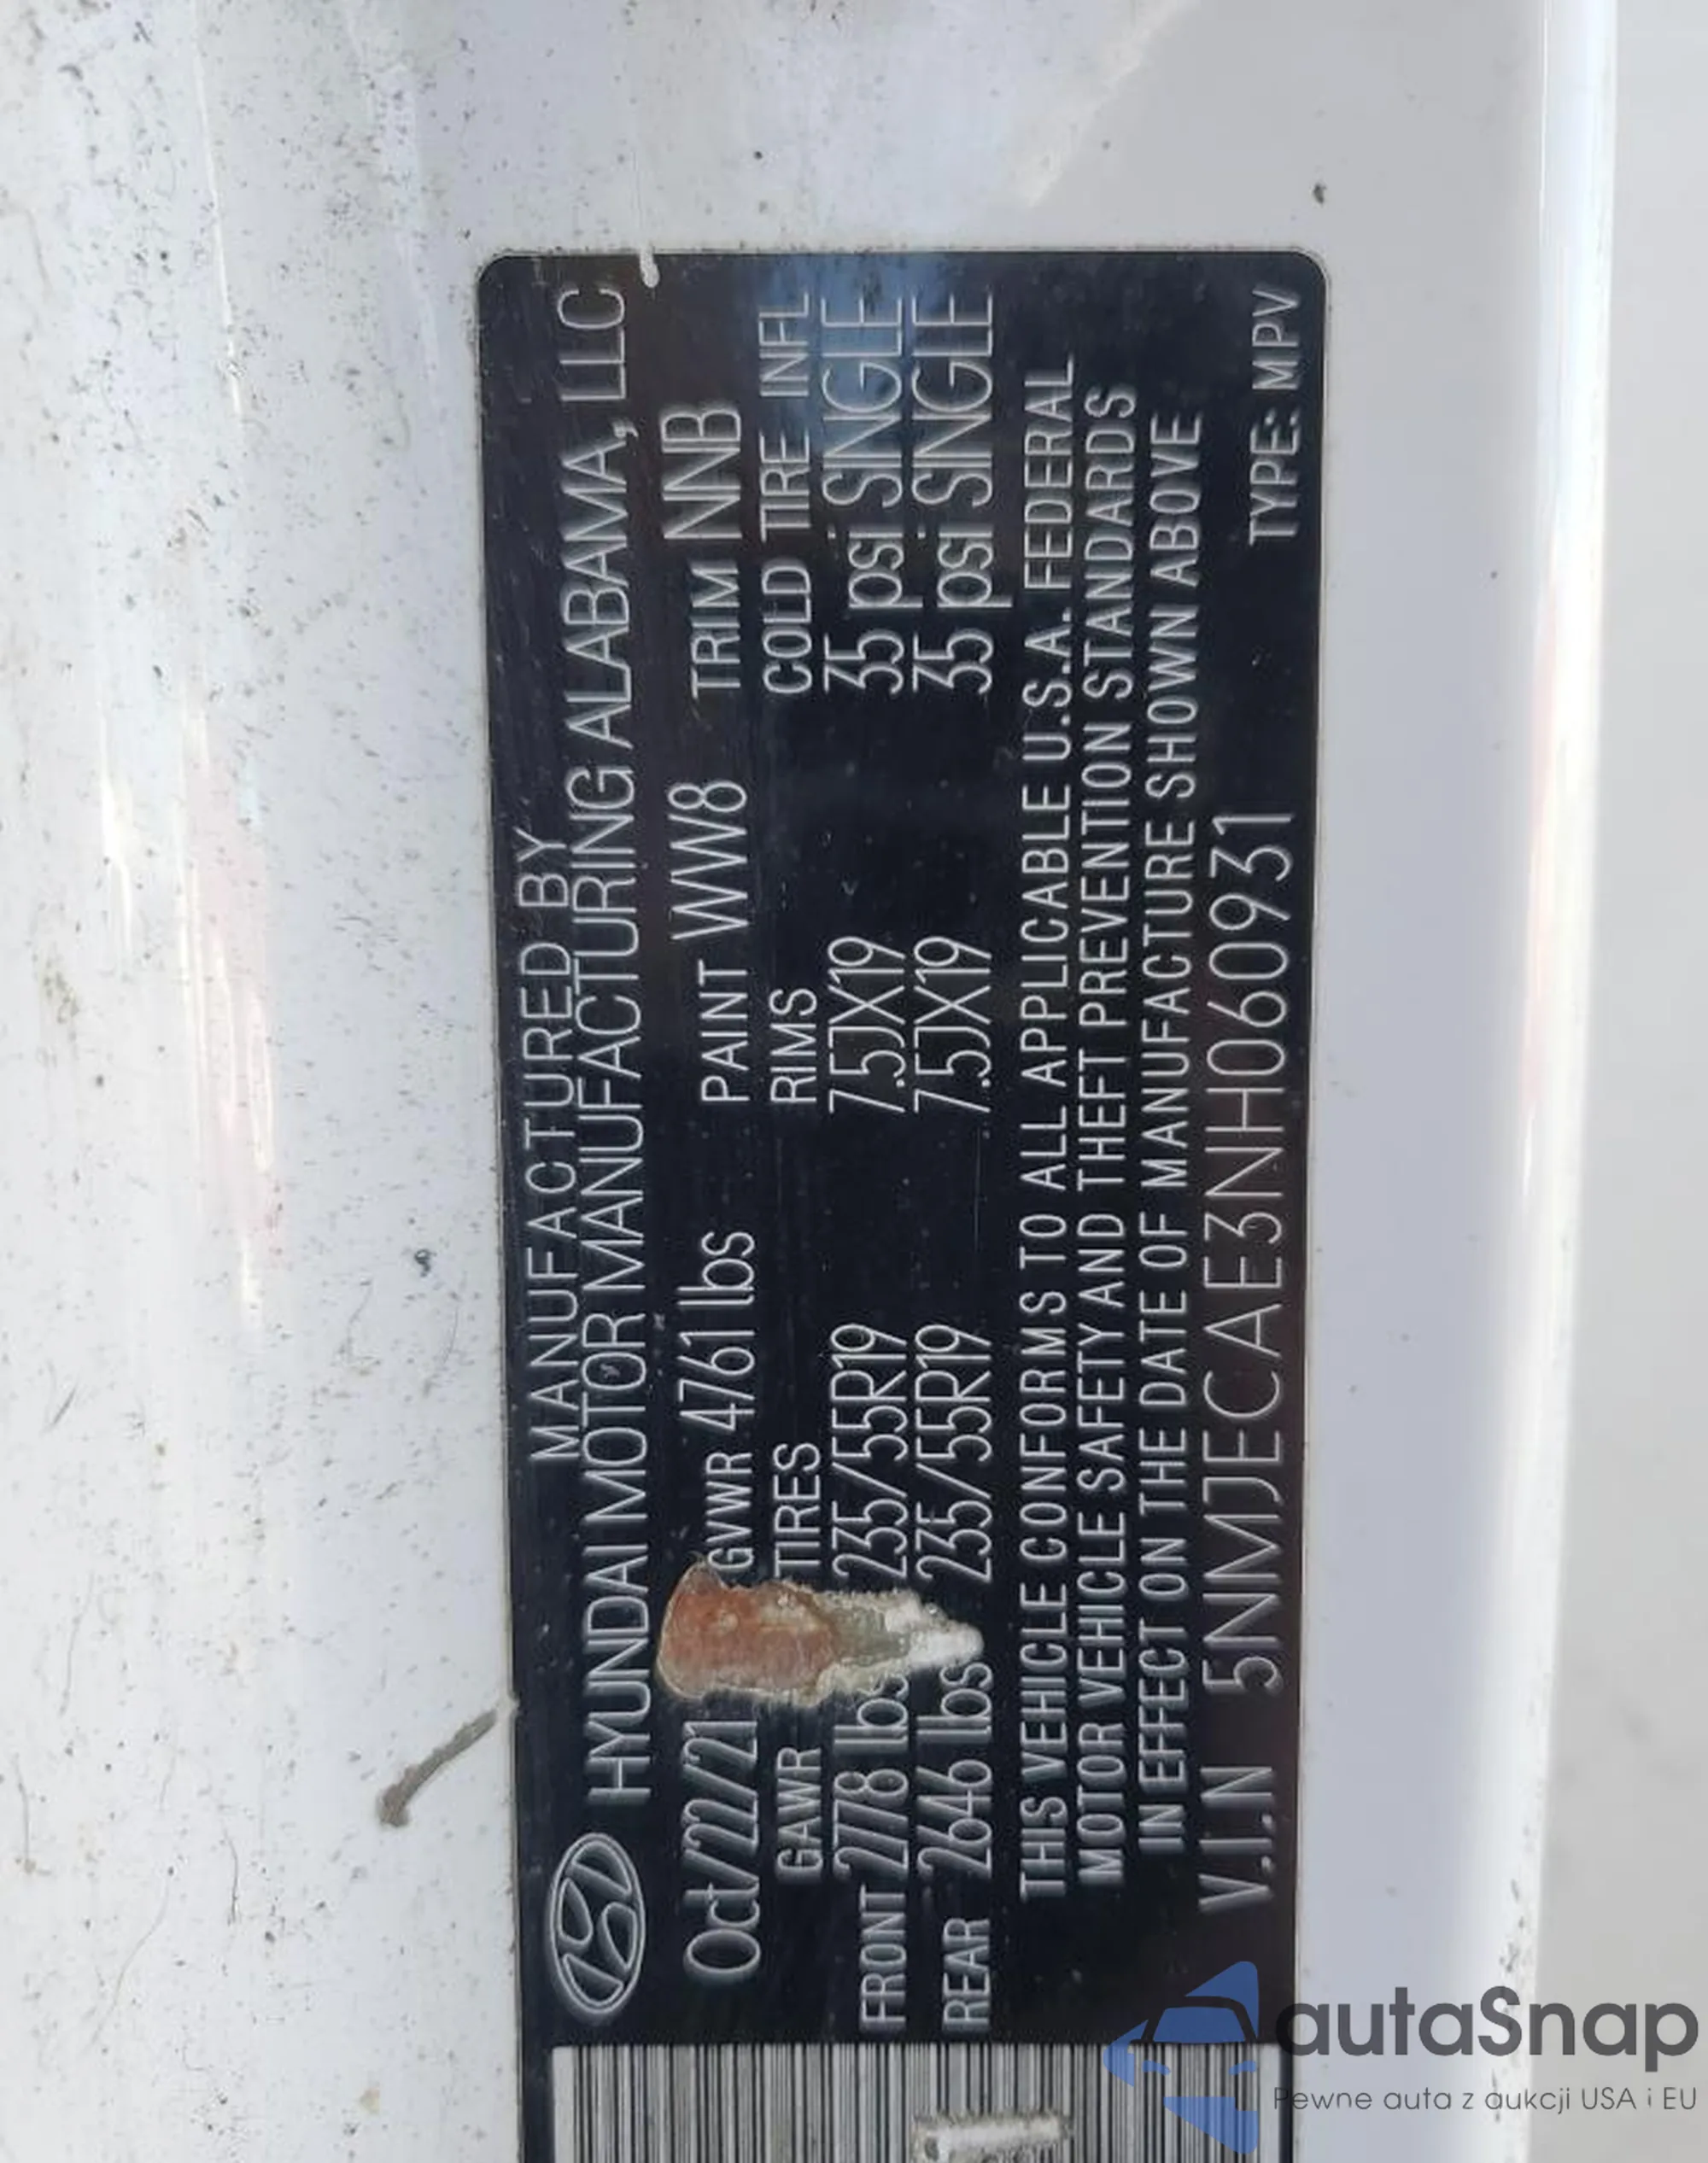 MANUFACTURED BY
HYUNDAI MOTOR MANUFACTURING ALABAMA, LLC
Oct/22/21 GVWR 4761 lbs PAINT WW8 TRIM NNB
GAWR TIRES RIMS COLD TIRE INFL
FRONT 2778 lbs 235/55R19 7.5JX19 35 psi SINGLE
REAR 2646 lbs 235/55R19 7.5JX19 35 psi SINGLE
THIS VEHICLE CONFORMS TO ALL APPLICABLE U.S.A. FEDERAL
MOTOR VEHICLE SAFETY AND THEFT PREVENTION STANDARDS
IN EFFECT ON THE DATE OF MANUFACTURE SHOWN ABOVE
V.I.N 5NMJECAE3NH060931
TYPE: MPV
autaSnap
Pewne auta z aukcji USA i EU